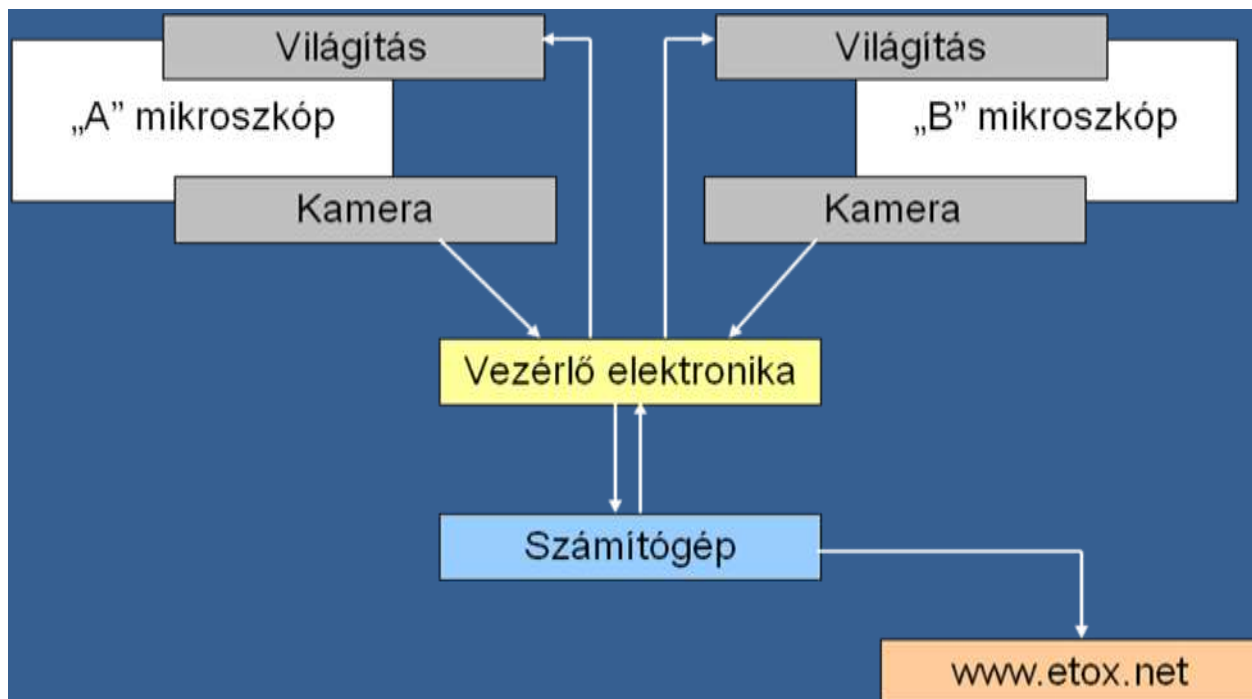 Világítás
Világítás
„A” mikroszkóp
„B” mikroszkóp
Kamera
Kamera
Vezérlő elektronika
Számítógép
www.etox.net